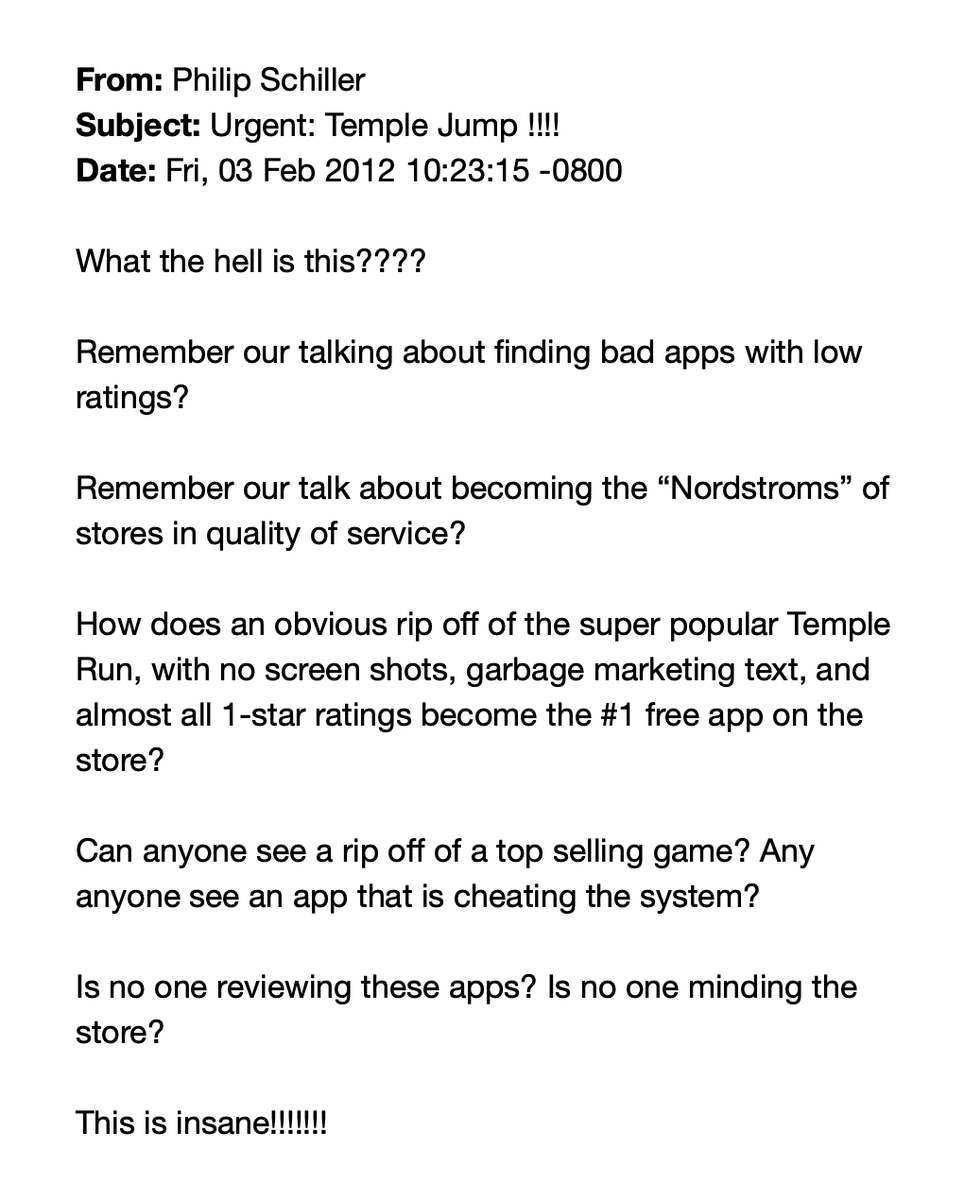 From: Philip Schiller
Subject: Urgent: Temple Jump !!!!
Date: Fri, 03 Feb 2012 10:23:15 -0800
What the hell is this????
Remember our talking about finding bad apps with low
ratings?
Remember our talk about becoming the “Nordstroms” of
stores in quality of service?
How does an obvious rip off of the super popular Temple
Run, with no screen shots, garbage marketing text, and
almost all 1-star ratings become the #1 free app on the
store?
Can anyone see a rip off of a top selling game? Any
anyone see an app that is cheating the system?
Is no one reviewing these apps? Is no one minding the
store?
This is insane!!!!!!!